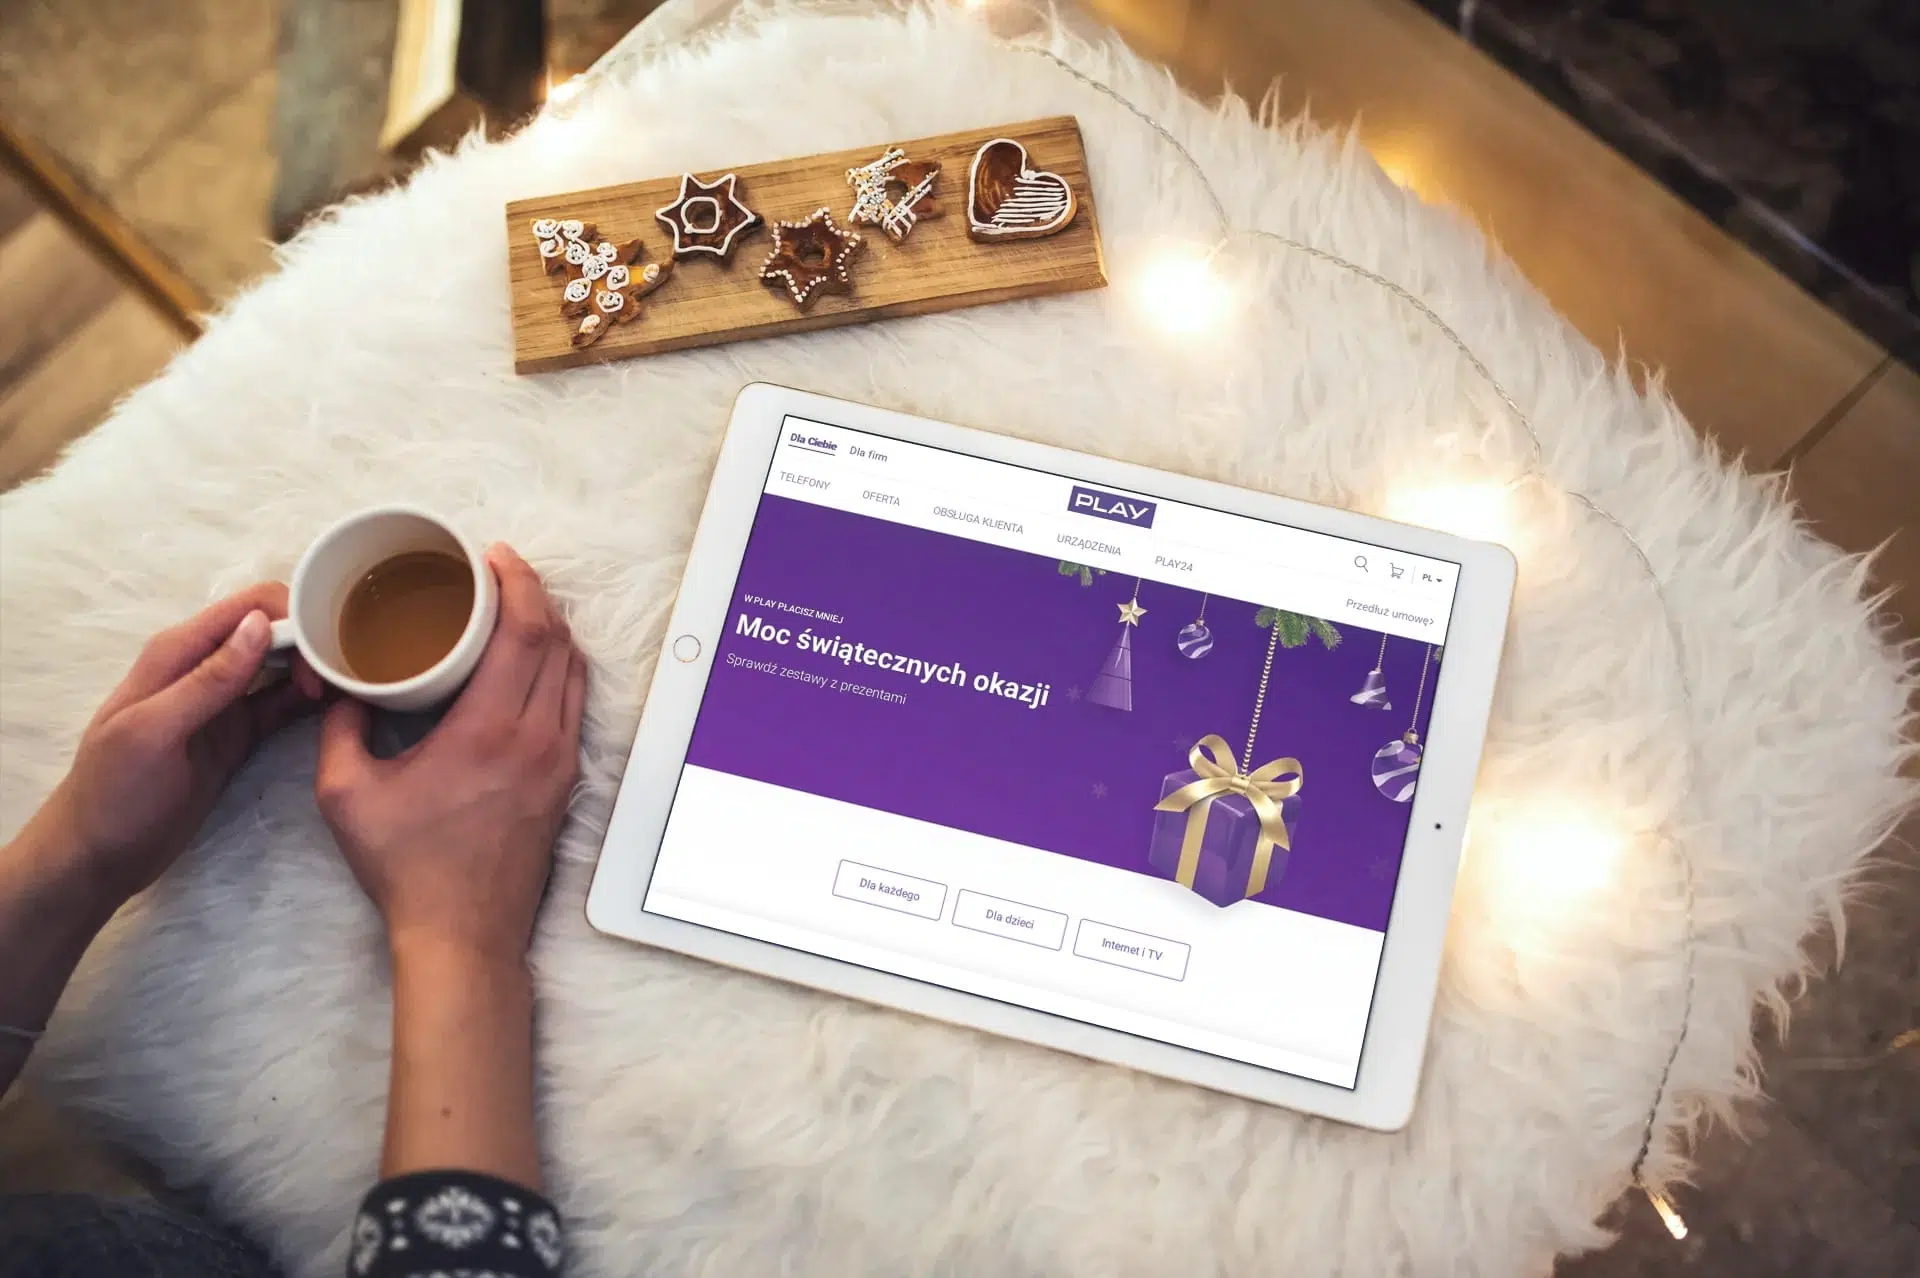 Dla Ciebie Dla firm
PLAY
TELEFONY OFERTA OBSŁUGA KLIENTA URZĄDZENIA PLAY24
PL
Przedłuż umowę>
W PLAY PŁACISZ MNIEJ
Moc świątecznych okazji
Sprawdź zestawy z prezentami
Dla każdego Dla dzieci Internet i TV